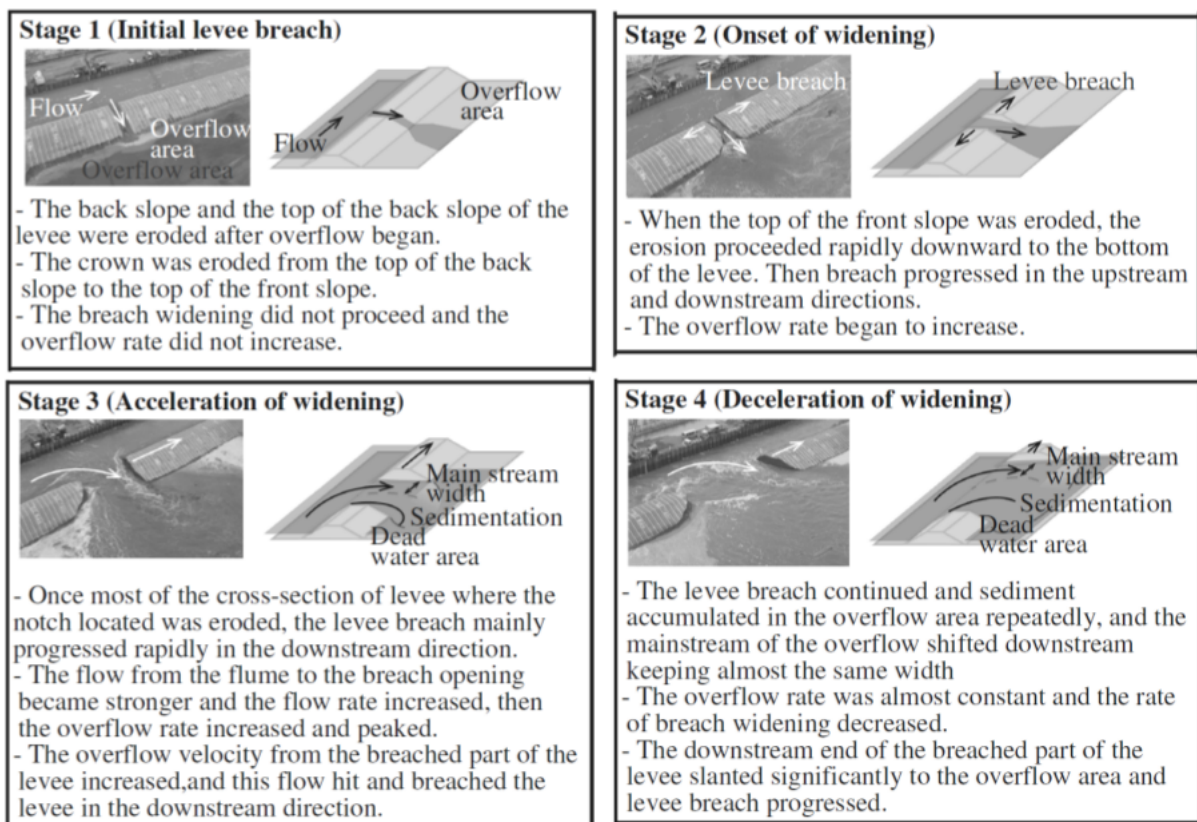 Stage 1 (Initial levee breach)
Flow
Overflow
area
Overflow area
Overflow
area
Flow
- The back slope and the top of the back slope of the
levee were eroded after overflow began.
- The crown was eroded from the top of the back
slope to the top of the front slope.
- The breach widening did not proceed and the
overflow rate did not increase.
Stage 2 (Onset of widening)
Levee breach
Levee breach
- When the top of the front slope was eroded, the
erosion proceeded rapidly downward to the bottom
of the levee. Then breach progressed in the upstream
and downstream directions.
- The overflow rate began to increase.
Stage 3 (Acceleration of widening)
Main stream
width
Sedimentation
Dead
water area
- Once most of the cross-section of levee where the
notch located was eroded, the levee breach mainly
progressed rapidly in the downstream direction.
- The flow from the flume to the breach opening
became stronger and the flow rate increased, then
the overflow rate increased and peaked.
- The overflow velocity from the breached part of the
levee increased,and this flow hit and breached the
levee in the downstream direction.
Stage 4 (Deceleration of widening)
Main stream
width
Sedimentation
Dead
water area
- The levee breach continued and sediment
accumulated in the overflow area repeatedly, and the
mainstream of the overflow shifted downstream
keeping almost the same width
- The overflow rate was almost constant and the rate
of breach widening decreased.
- The downstream end of the breached part of the
levee slanted significantly to the overflow area and
levee breach progressed.